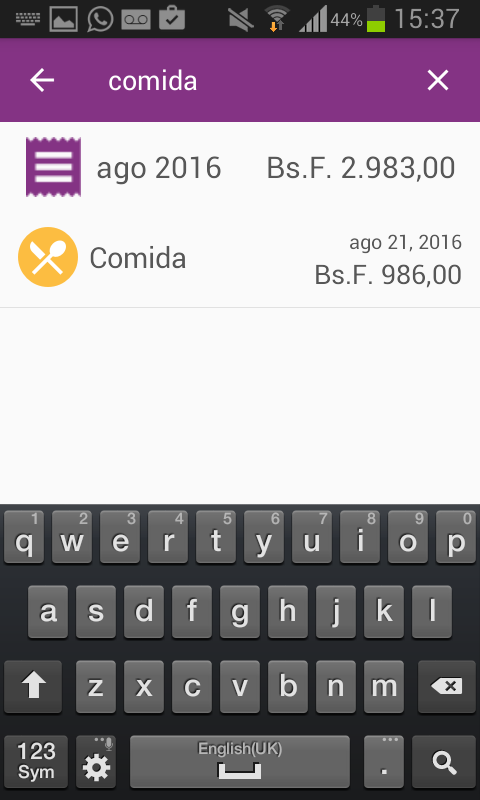 44% 15:37
comida
ago 2016 Bs.F. 2.983,00
ago 21, 2016
Comida
Bs.F. 986,00
1 2 3 4 5 6 7 8 9 0
q w e r t y u i o p
a s d f g h j k l
z x c v b n m
123
Sym
English(UK)
.